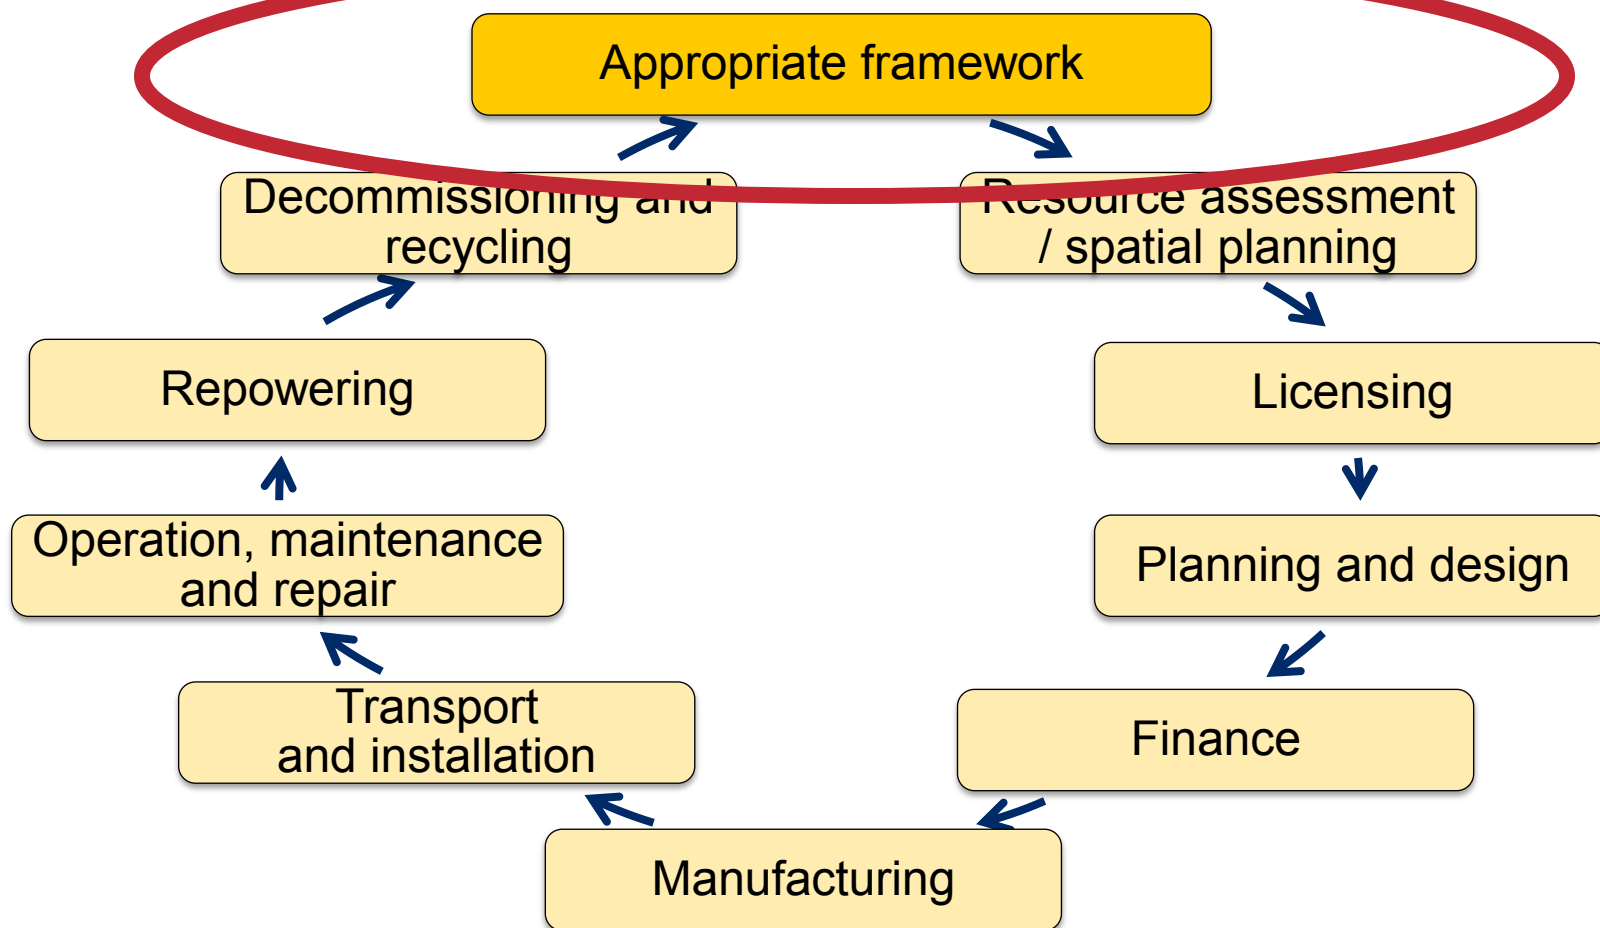 Appropriate framework
Decommissioning and
recycling
Resource assessment
/ spatial planning
Repowering
Licensing
Operation, maintenance
and repair
Planning and design
Transport
and installation
Finance
Manufacturing